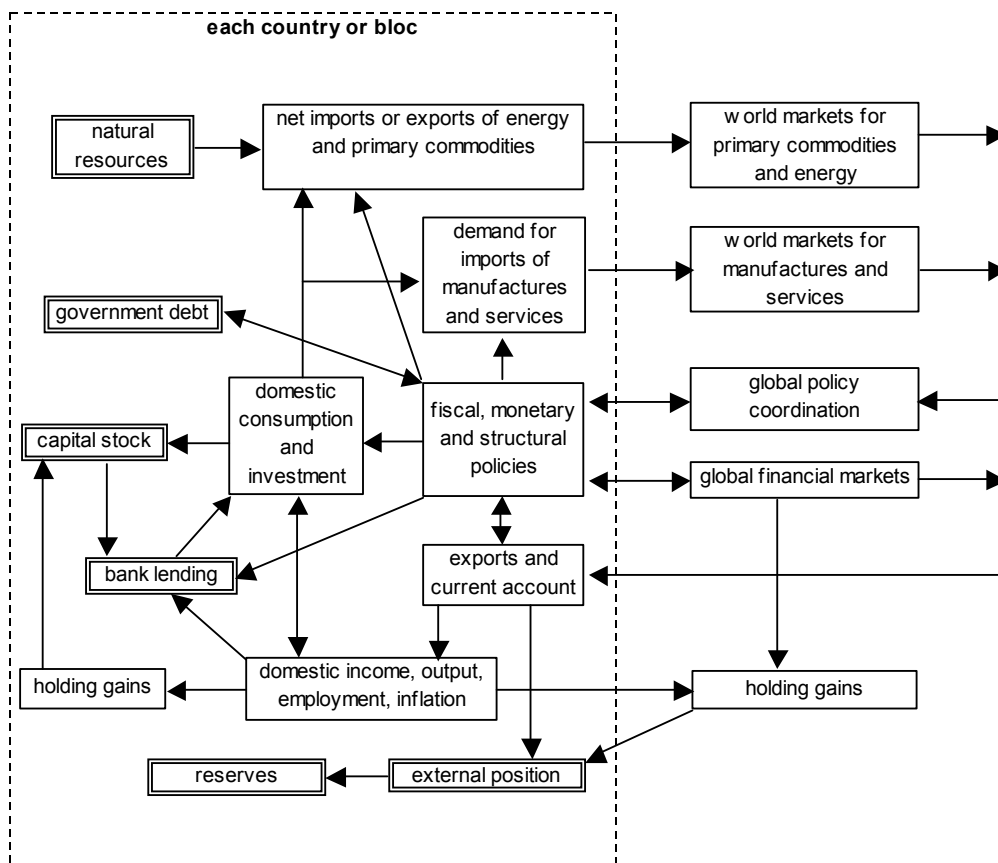 each country or bloc
natural
resources
net imports or exports of energy
and primary commodities
world markets for
primary commodities
and energy
demand for
imports of
manufactures
and services
world markets for
manufactures and
services
government debt
domestic
consumption
and
investment
fiscal, monetary
and structural
policies
global policy
coordination
capital stock
global financial markets
bank lending
exports and
current account
holding gains
domestic income, output,
employment, inflation
holding gains
reserves
external position